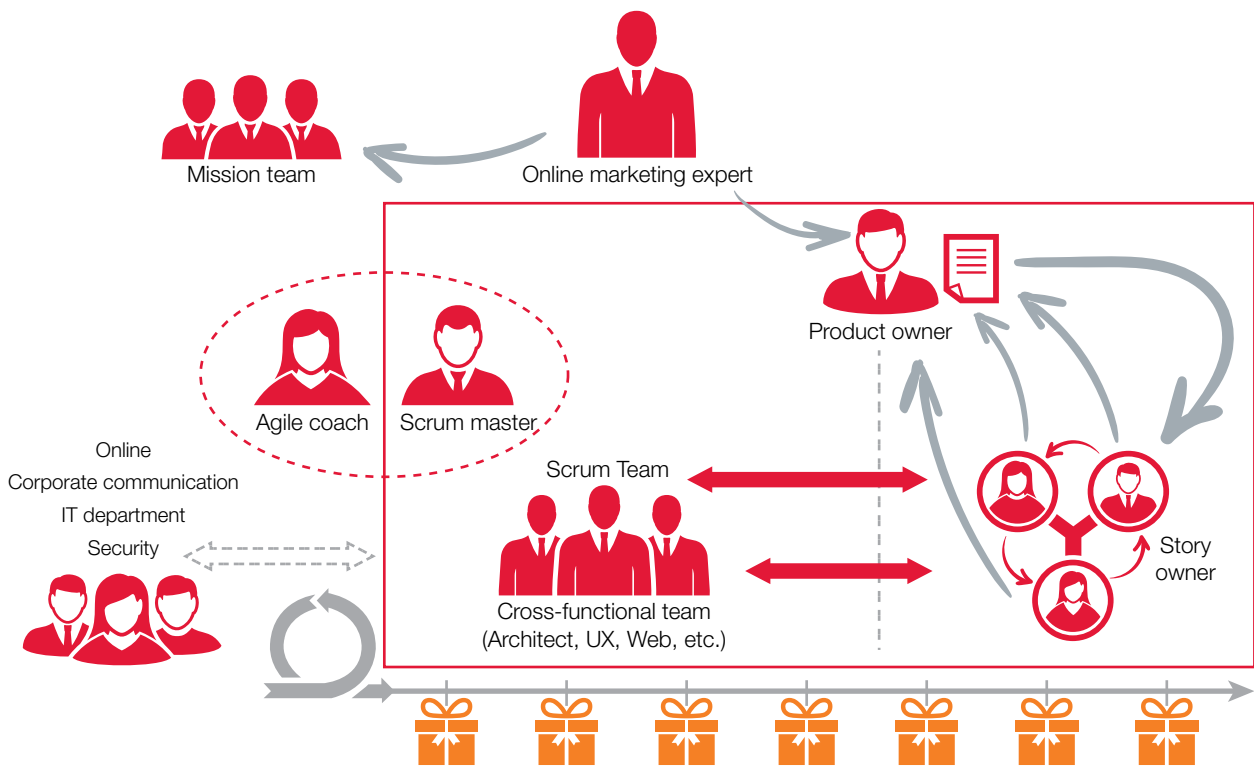 Mission team
Online marketing expert
Product owner
Agile coach
Scrum master
Online
Corporate communication
IT department
Security
Scrum Team
Cross-functional team
(Architect, UX, Web, etc.)
Story
owner